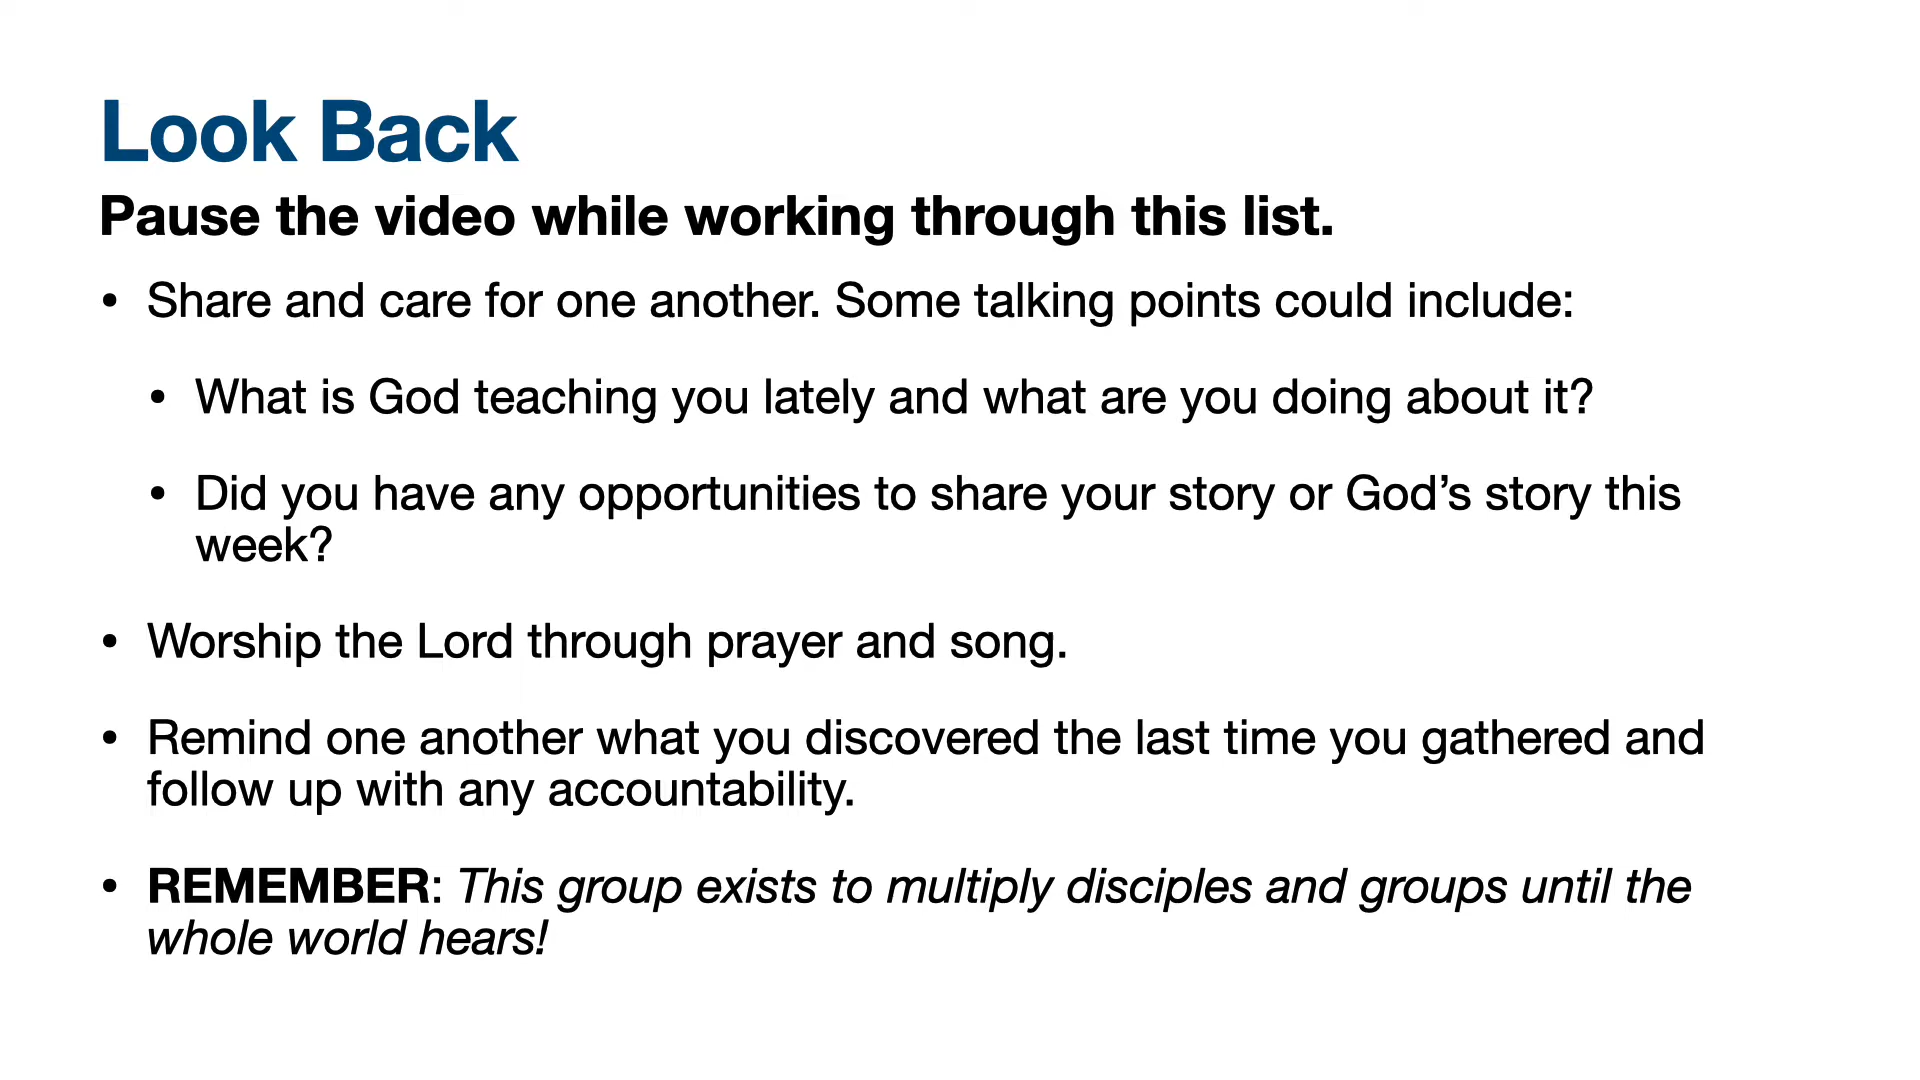 Look Back
Pause the video while working through this list.
• Share and care for one another. Some talking points could include:
• What is God teaching you lately and what are you doing about it?
• Did you have any opportunities to share your story or God’s story this
week?
• Worship the Lord through prayer and song.
• Remind one another what you discovered the last time you gathered and
follow up with any accountability.
• REMEMBER: This group exists to multiply disciples and groups until the
whole world hears!